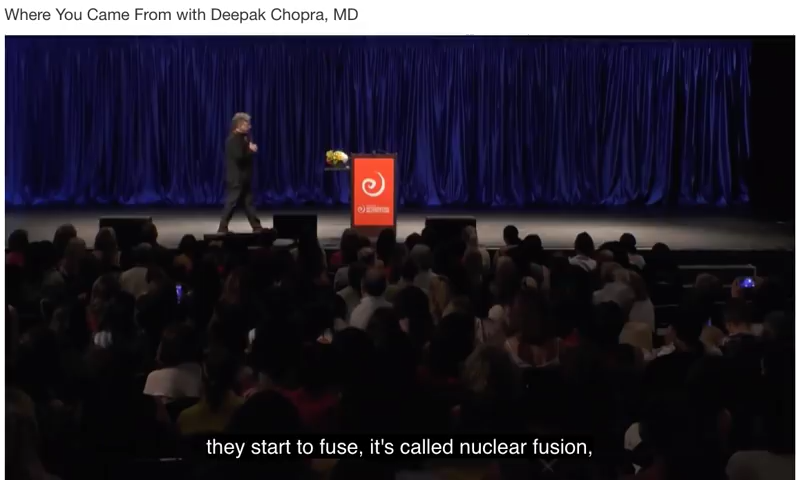 Where You Came From with Deepak Chopra, MD
they start to fuse, it's called nuclear fusion,